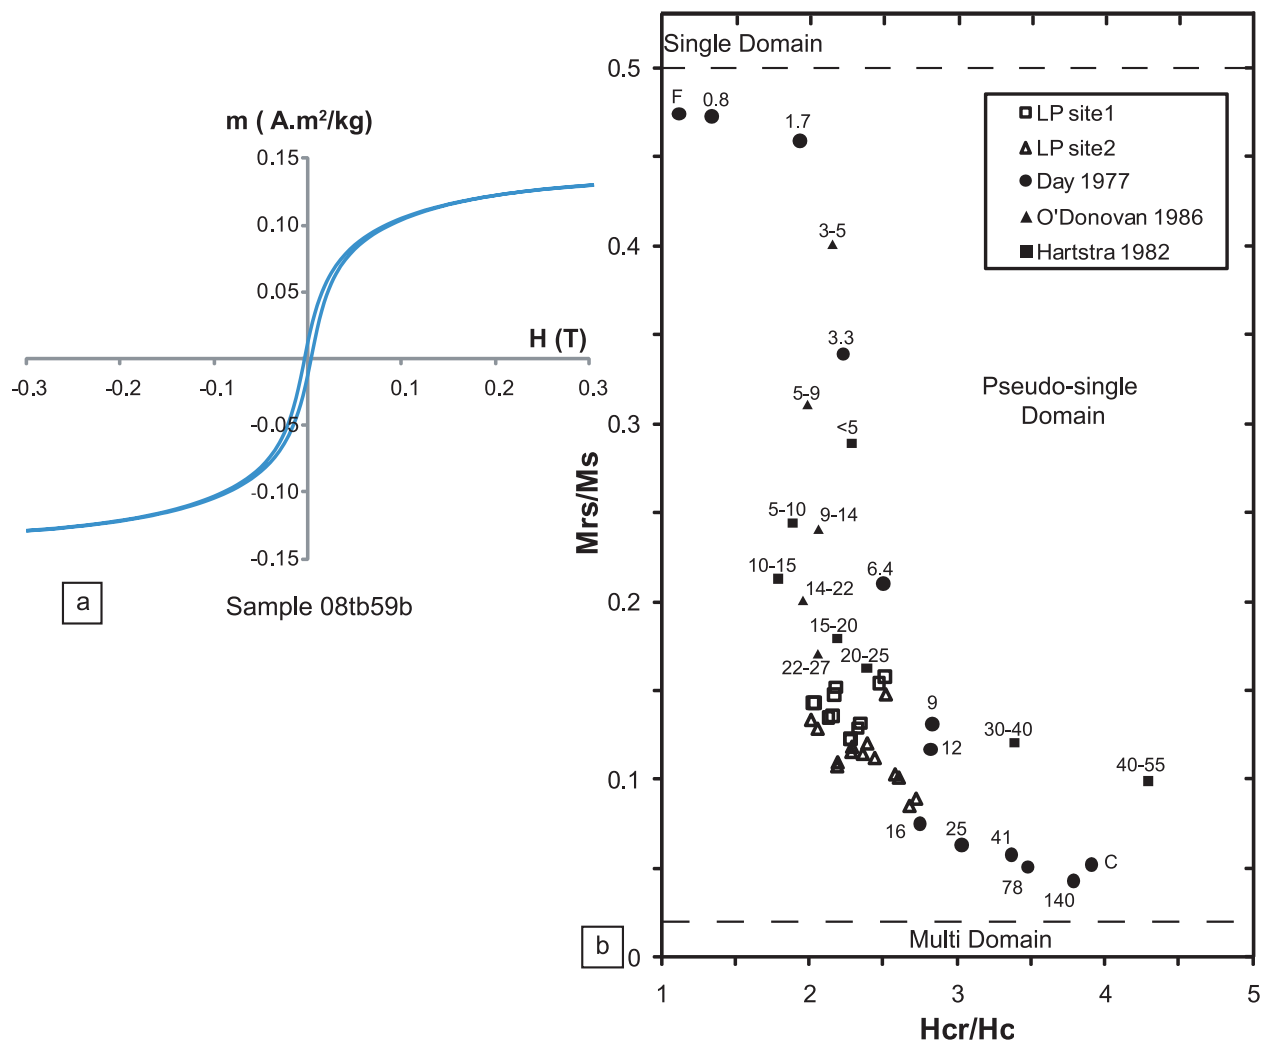 m ( A.m²/kg)
0.15
0.10
0.05
H (T)
-0.3
-0.2
-0.1
0.1
0.2
0.3
-0.05
-0.10
-0.15
a
Sample 08tb59b
Single Domain
0.5
F
0.8
1.7
LP site1
LP site2
Day 1977
O'Donovan 1986
Hartstra 1982
3-5
0.4
3.3
5-9
Pseudo-single
Domain
<5
0.3
Mrs/Ms
5-10
9-14
10-15
6.4
14-22
0.2
15-20
20-25
22-27
9
30-40
12
40-55
0.1
16
25
41
C
78
140
Multi Domain
b
0
1
2
3
4
5
Hcr/Hc